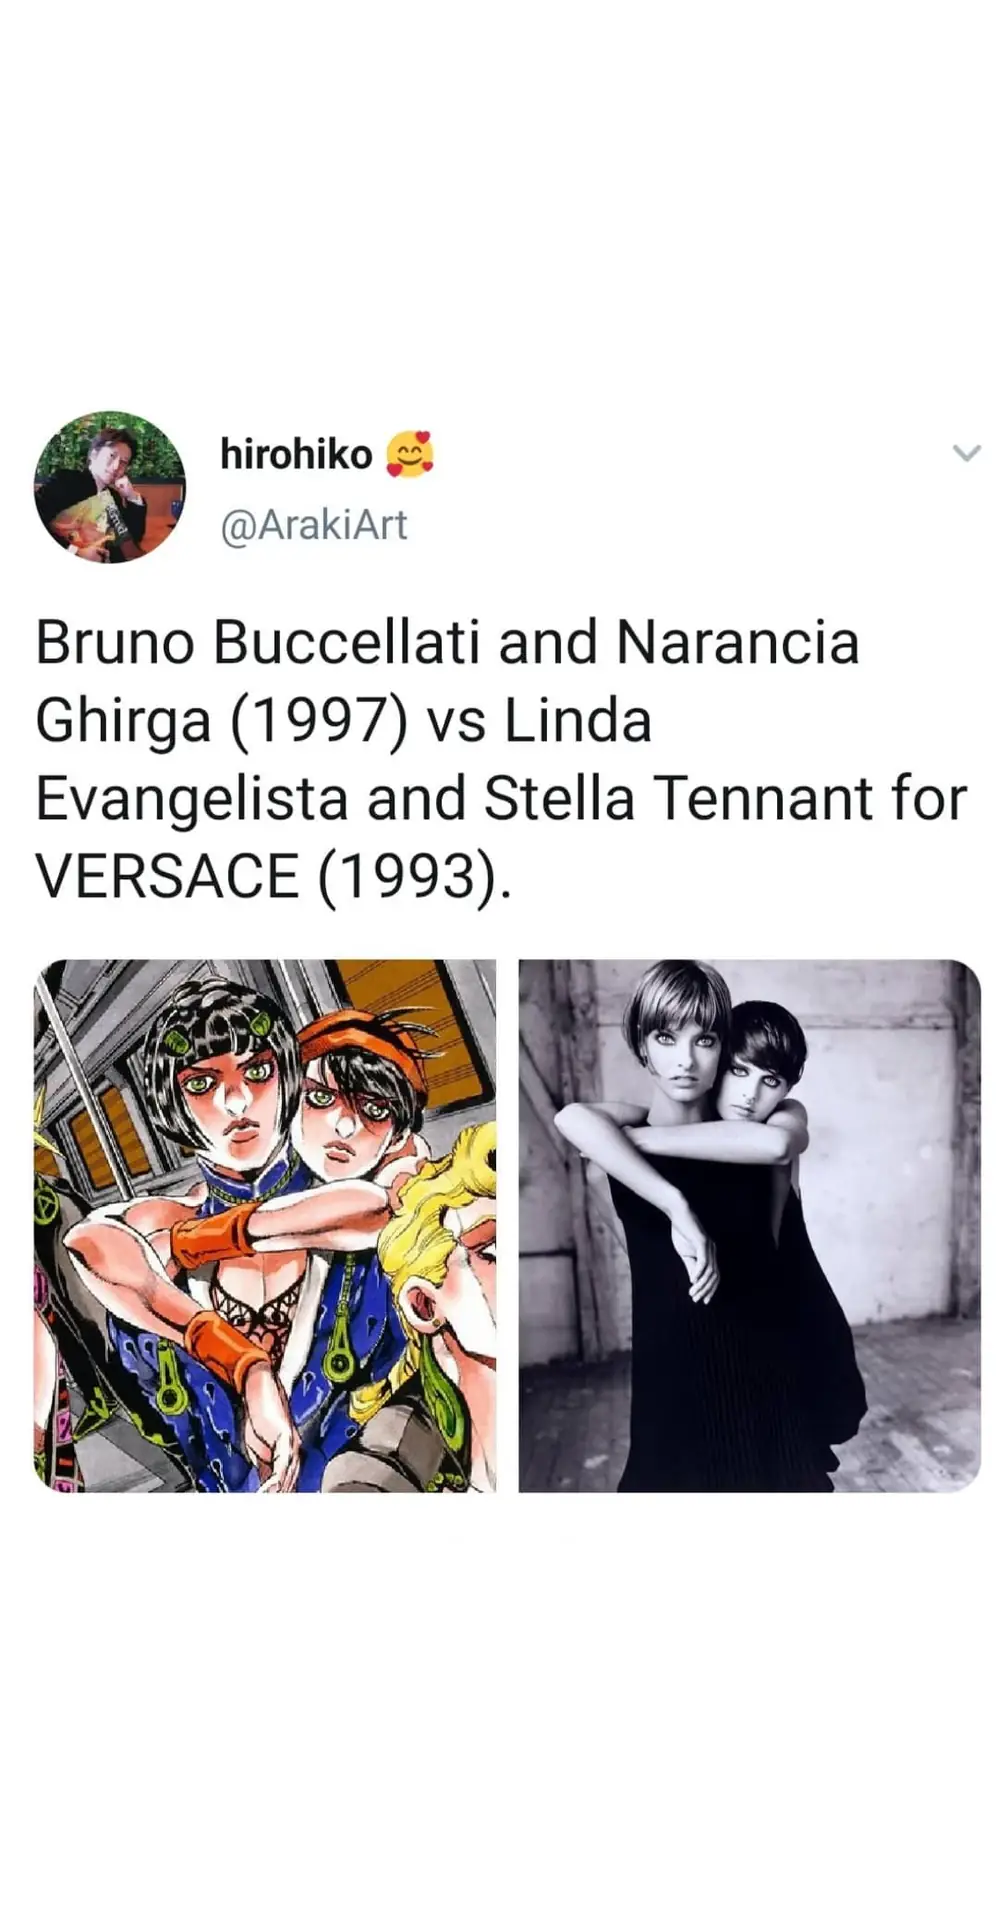 hirohiko 🥰
@ArakiArt
Bruno Buccellati and Narancia
Ghirga (1997) vs Linda
Evangelista and Stella Tennant for
VERSACE (1993).